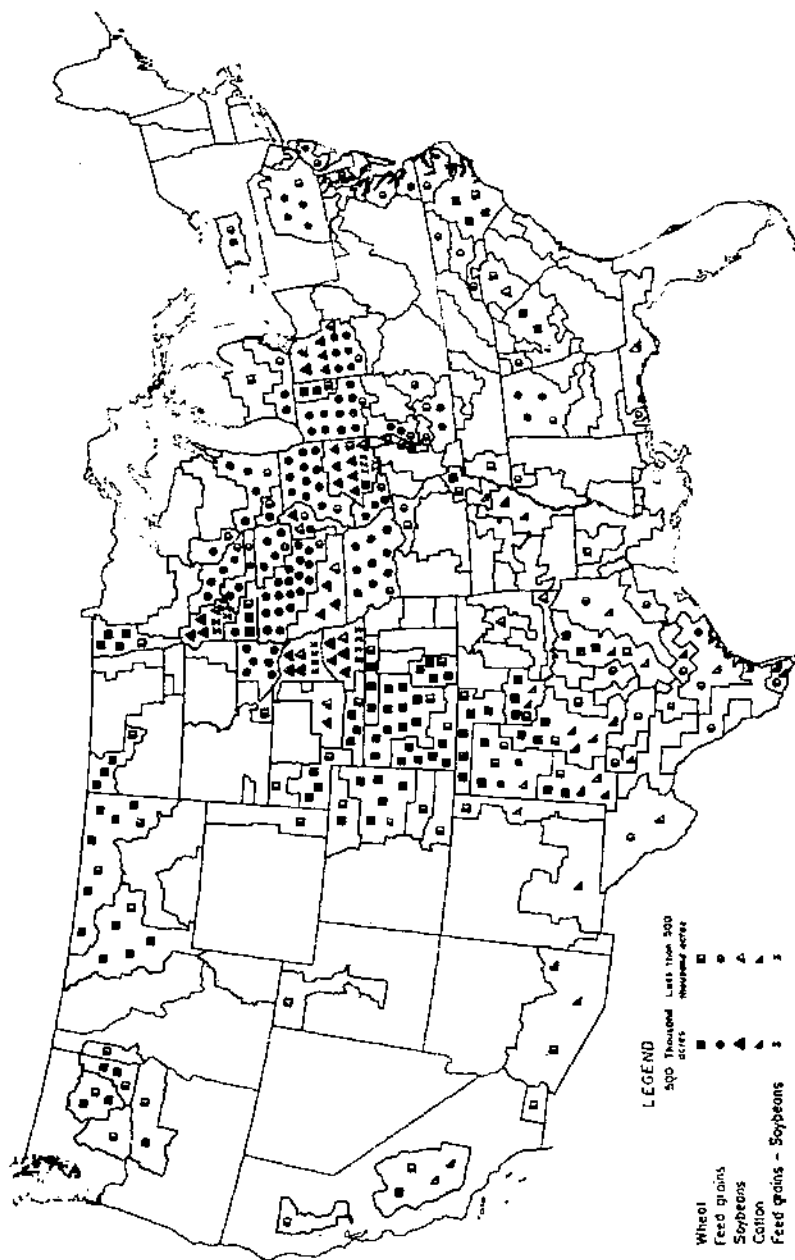 LEGEND
500 Thousand acres
Less than 500 thousand acres
Wheat
Feed grains
Soybeans
Cotton
Feed grains - Soybeans